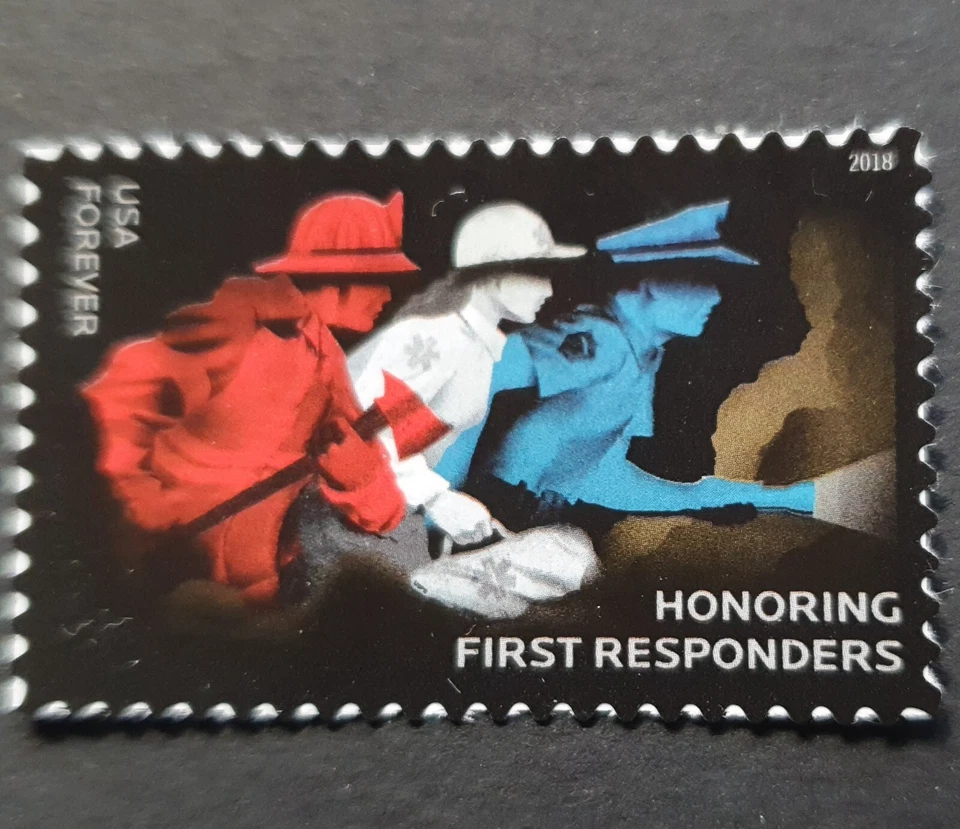 2018
USA
FOREVER
HONORING
FIRST RESPONDERS